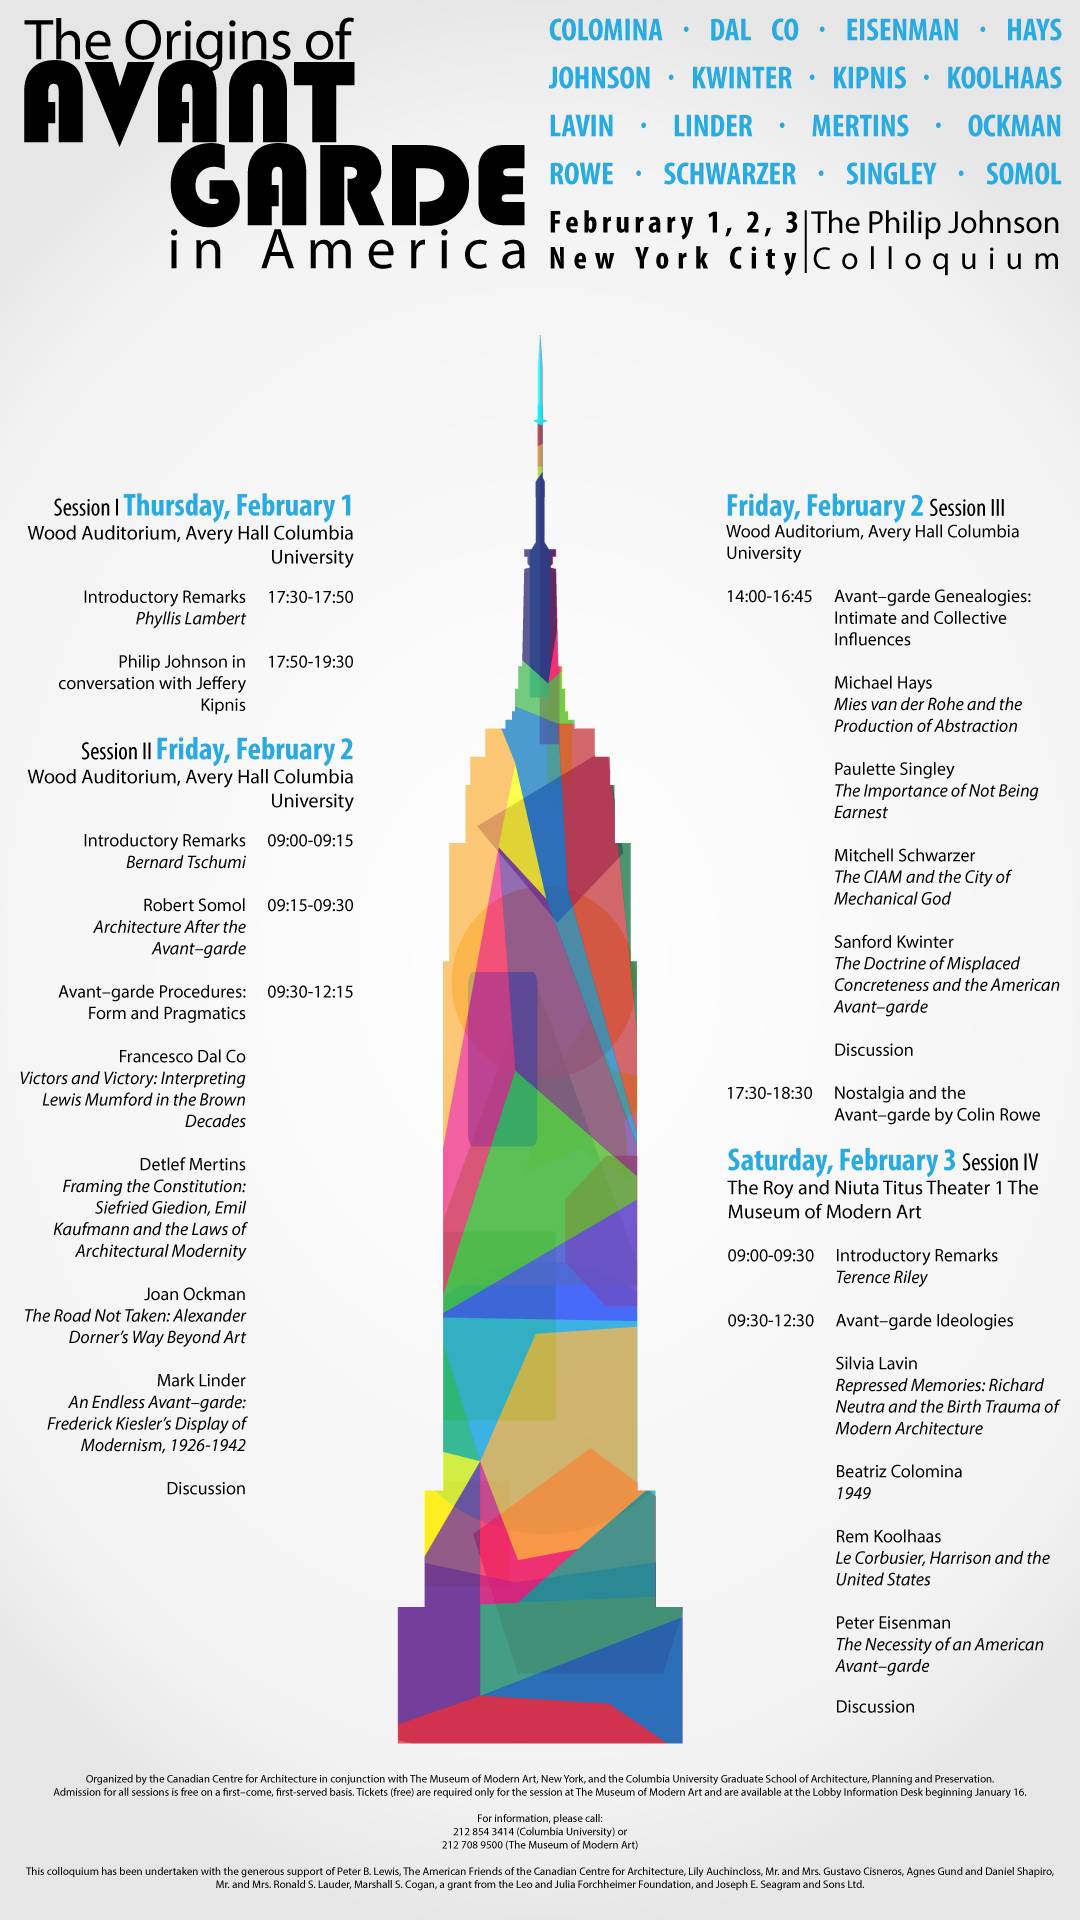 The Origins of
AVANT
GARDE
in America
COLOMINA · DAL CO · EISENMAN · HAYS
JOHNSON · KWINTER · KIPNIS · KOOLHAAS
LAVIN · LINDER · MERTINS · OCKMAN
ROWE · SCHWARZER · SINGLEY · SOMOL
Februrary 1, 2, 3
New York City
The Philip Johnson
Colloquium
Session I Thursday, February 1
Wood Auditorium, Avery Hall Columbia
University
Introductory Remarks 17:30-17:50
Phyllis Lambert
Philip Johnson in 17:50-19:30
conversation with Jeffery
Kipnis
Session II Friday, February 2
Wood Auditorium, Avery Hall Columbia
University
Introductory Remarks 09:00-09:15
Bernard Tschumi
Robert Somol 09:15-09:30
Architecture After the
Avant–garde
Avant–garde Procedures: 09:30-12:15
Form and Pragmatics
Francesco Dal Co
Victors and Victory: Interpreting
Lewis Mumford in the Brown
Decades
Detlef Mertins
Framing the Constitution:
Siefried Giedion, Emil
Kaufmann and the Laws of
Architectural Modernity
Joan Ockman
The Road Not Taken: Alexander
Dorner's Way Beyond Art
Mark Linder
An Endless Avant–garde:
Frederick Kiesler's Display of
Modernism, 1926-1942
Discussion
Friday, February 2 Session III
Wood Auditorium, Avery Hall Columbia
University
14:00-16:45 Avant–garde Genealogies:
Intimate and Collective
Influences
Michael Hays
Mies van der Rohe and the
Production of Abstraction
Paulette Singley
The Importance of Not Being
Earnest
Mitchell Schwarzer
The CIAM and the City of
Mechanical God
Sanford Kwinter
The Doctrine of Misplaced
Concreteness and the American
Avant–garde
Discussion
17:30-18:30 Nostalgia and the
Avant–garde by Colin Rowe
Saturday, February 3 Session IV
The Roy and Niuta Titus Theater 1 The
Museum of Modern Art
09:00-09:30 Introductory Remarks
Terence Riley
09:30-12:30 Avant–garde Ideologies
Silvia Lavin
Repressed Memories: Richard
Neutra and the Birth Trauma of
Modern Architecture
Beatriz Colomina
1949
Rem Koolhaas
Le Corbusier, Harrison and the
United States
Peter Eisenman
The Necessity of an American
Avant–garde
Discussion
Organized by the Canadian Centre for Architecture in conjunction with The Museum of Modern Art, New York, and the Columbia University Graduate School of Architecture, Planning and Preservation.
Admission for all sessions is free on a first–come, first-served basis. Tickets (free) are required only for the session at The Museum of Modern Art and are available at the Lobby Information Desk beginning January 16.
For information, please call:
212 854 3414 (Columbia University) or
212 708 9500 (The Museum of Modern Art)
This colloquium has been undertaken with the generous support of Peter B. Lewis, The American Friends of the Canadian Centre for Architecture, Lily Auchincloss, Mr. and Mrs. Gustavo Cisneros, Agnes Gund and Daniel Shapiro,
Mr. and Mrs. Ronald S. Lauder, Marshall S. Cogan, a grant from the Leo and Julia Forchheimer Foundation, and Joseph E. Seagram and Sons Ltd.